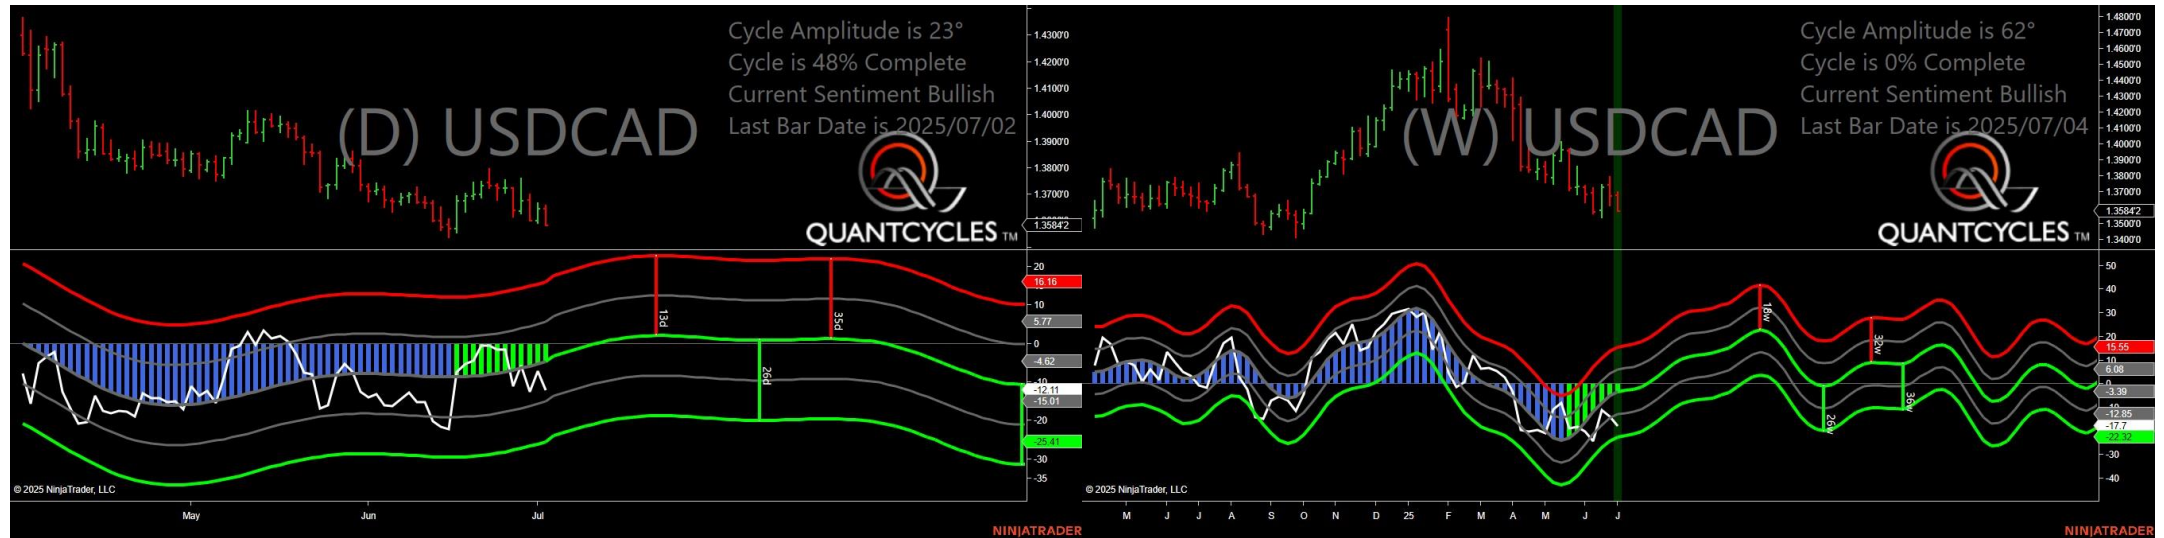 Cycle Amplitude is 23°
Cycle is 48% Complete
Current Sentiment Bullish
Last Bar Date is 2025/07/02
(D) USDCAD
QUANTCYCLES TM
1.4300'0
1.4200'0
1.4100'0
1.4000'0
1.3900'0
1.3800'0
1.3700'0
1.3584'2
20
16.16
10
5.77
0
-4.62
-10
-12.11
-15.01
-20
-25.41
-30
-35
13d
35d
26d
© 2025 NinjaTrader, LLC
May
Jun
Jul
NINJATRADER
Cycle Amplitude is 62°
Cycle is 0% Complete
Current Sentiment Bullish
Last Bar Date is 2025/07/04
(W) USDCAD
QUANTCYCLES TM
1.4800'0
1.4700'0
1.4600'0
1.4500'0
1.4400'0
1.4300'0
1.4200'0
1.4100'0
1.4000'0
1.3900'0
1.3800'0
1.3700'0
1.3584'2
1.3500'0
1.3400'0
50
40
30
20
15.55
10
6.08
0
-3.39
-12.85
-17.7
-22.32
-30
-40
18w
32w
26w
36w
© 2025 NinjaTrader, LLC
M
J
J
A
S
O
N
D
25
F
M
A
M
J
J
NINJATRADER